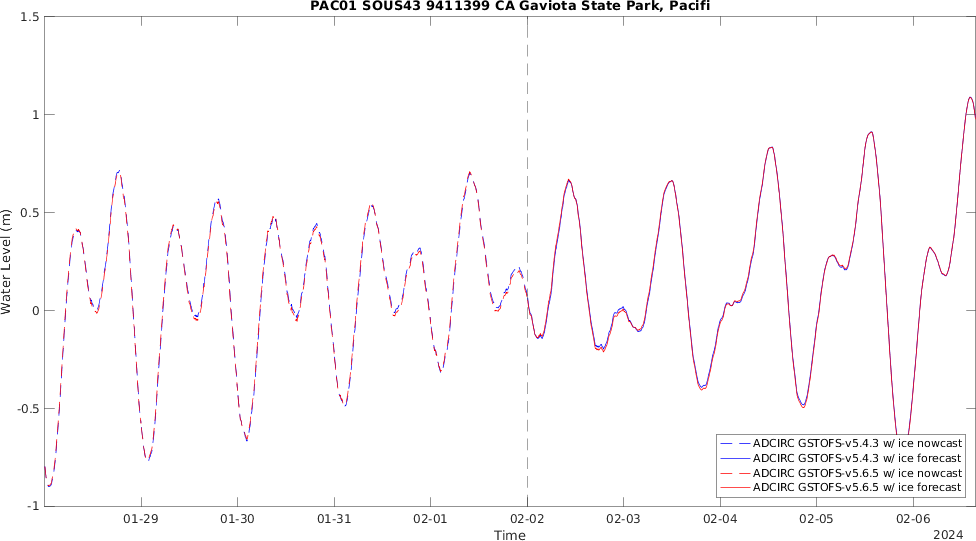 PAC01 SOUS43 9411399 CA Gaviota State Park, Pacifi
1.5
1
0.5
0
-0.5
-1
Water Level (m)
01-29 01-30 01-31 02-01 02-02 02-03 02-04 02-05 02-06
Time
2024
ADCIRC GSTOFS-v5.4.3 w/ ice nowcast
ADCIRC GSTOFS-v5.4.3 w/ ice forecast
ADCIRC GSTOFS-v5.6.5 w/ ice nowcast
ADCIRC GSTOFS-v5.6.5 w/ ice forecast